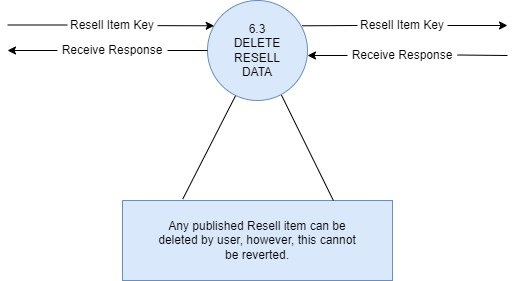 Resell Item Key
Receive Response
6.3
DELETE
RESELL
DATA
Resell Item Key
Receive Response
Any published Resell item can be
deleted by user, however, this cannot
be reverted.